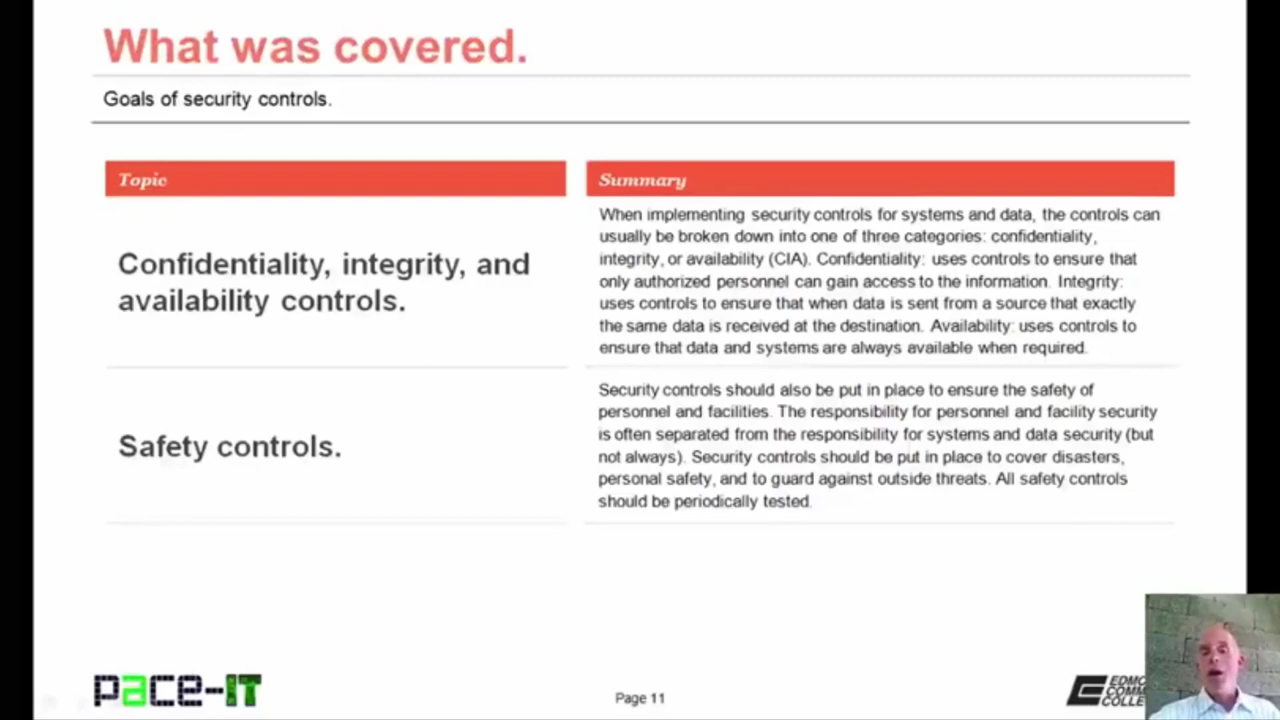 What was covered.
Goals of security controls.
Topic
Summary
Confidentiality, integrity, and
availability controls.
When implementing security controls for systems and data, the controls can
usually be broken down into one of three categories: confidentiality,
integrity, or availability (CIA). Confidentiality: uses controls to ensure that
only authorized personnel can gain access to the information. Integrity:
uses controls to ensure that when data is sent from a source that exactly
the same data is received at the destination. Availability: uses controls to
ensure that data and systems are always available when required.
Safety controls.
Security controls should also be put in place to ensure the safety of
personnel and facilities. The responsibility for personnel and facility security
is often separated from the responsibility for systems and data security (but
not always). Security controls should be put in place to cover disasters,
personal safety, and to guard against outside threats. All safety controls
should be periodically tested.
pace-IT
Page 11
EDMO
COMM
COLLE